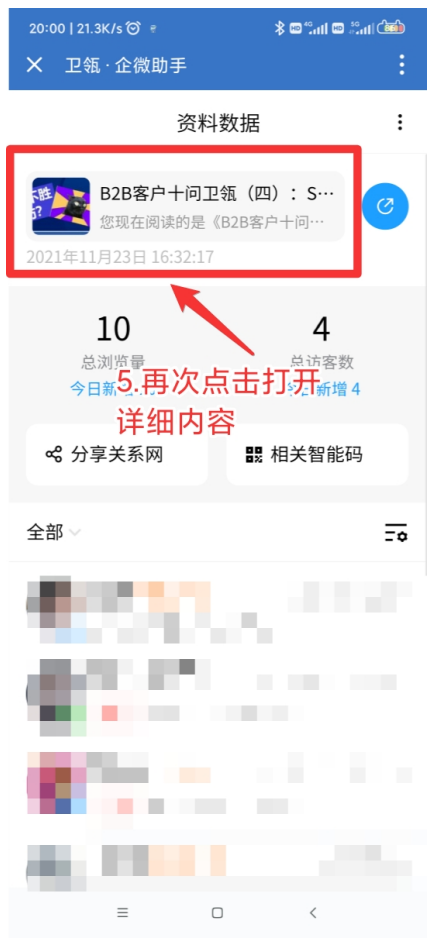 20:00 | 21.3K/s
卫瓴 · 企微助手
资料数据
B2B客户十问卫瓴（四）：S…
您现在阅读的是《B2B客户十问…
2021年11月23日 16:32:17
10
4
总浏览量
总访客数
今日新
新增 4
5.再次点击打开
详细内容
分享关系网
相关智能码
全部